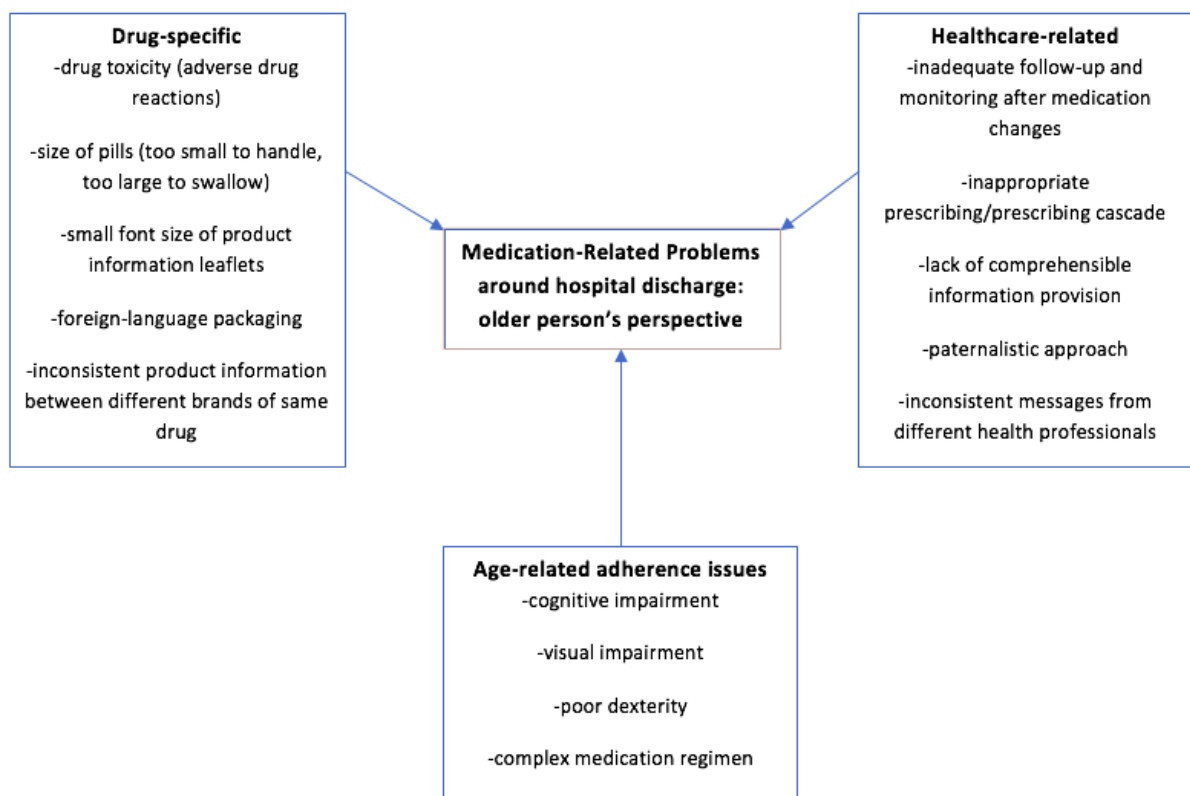 Drug-specific
-drug toxicity (adverse drug
reactions)
-size of pills (too small to handle,
too large to swallow)
-small font size of product
information leaflets
-foreign-language packaging
-inconsistent product information
between different brands of same
drug
Healthcare-related
-inadequate follow-up and
monitoring after medication
changes
-inappropriate
prescribing/prescribing cascade
-lack of comprehensible
information provision
-paternalistic approach
-inconsistent messages from
different health professionals
Medication-Related Problems
around hospital discharge:
older person's perspective
Age-related adherence issues
-cognitive impairment
-visual impairment
-poor dexterity
-complex medication regimen